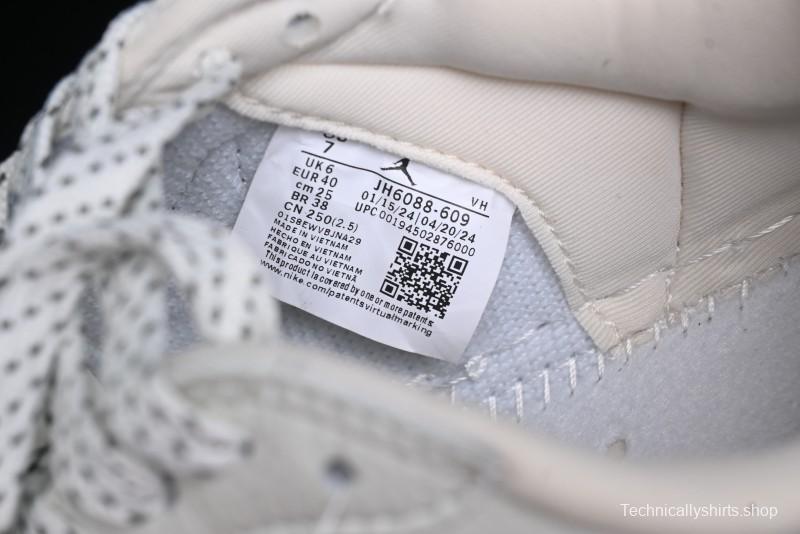 7
UK 6
EUR 40
cm 25
BR 38
CN 250(2.5)
JH6088-609
VH
01/15/24 04/20/24
UPC 00194502876000
MADE IN VIETNAM
HECHO EN VIETNAM
FABRIQUE AU VIETNAM
FABRICADO NO VIETNÃ
This product is covered by one or more patents:
www.nike.com/patentsvirtualmarking
Technicallyshirts.shop